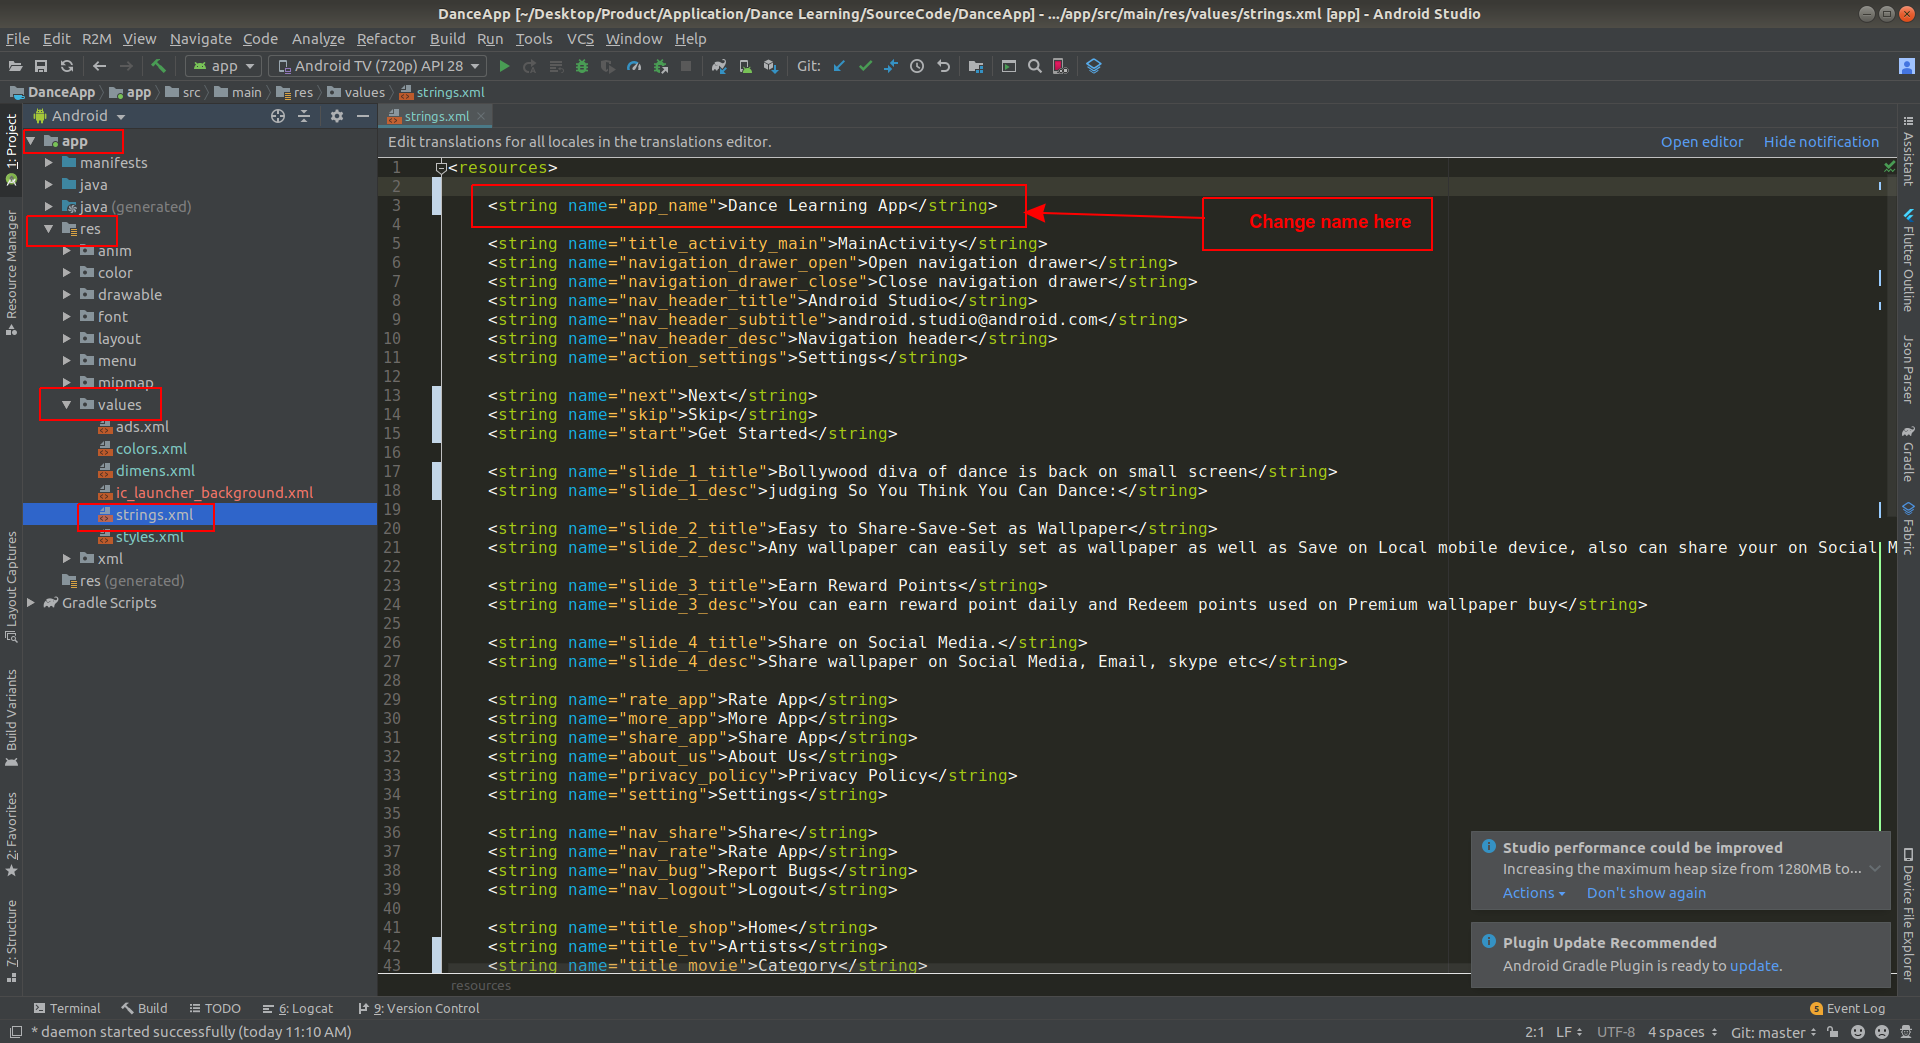 DanceApp [~/Desktop/Product/Application/Dance Learning/SourceCode/DanceApp] - .../app/src/main/res/values/strings.xml [app] - Android Studio
File Edit R2M View Navigate Code Analyze Refactor Build Run Tools VCS Window Help
app Android TV (720p) API 28 Git:
DanceApp app src main res values strings.xml
1: Project
Resource Manager
Layout Captures
Build Variants
2: Favorites
7: Structure
Android
app
manifests
java
java (generated)
res
anim
color
drawable
font
layout
menu
mipmap
values
ads.xml
colors.xml
dimens.xml
ic_launcher_background.xml
strings.xml
styles.xml
xml
res (generated)
Gradle Scripts
strings.xml
Edit translations for all locales in the translations editor. Open editor Hide notification
1 <resources>
2
3 <string name="app_name">Dance Learning App</string>
Change name here
4
5 <string name="title_activity_main">MainActivity</string>
6 <string name="navigation_drawer_open">Open navigation drawer</string>
7 <string name="navigation_drawer_close">Close navigation drawer</string>
8 <string name="nav_header_title">Android Studio</string>
9 <string name="nav_header_subtitle">android.studio@android.com</string>
10 <string name="nav_header_desc">Navigation header</string>
11 <string name="action_settings">Settings</string>
12
13 <string name="next">Next</string>
14 <string name="skip">Skip</string>
15 <string name="start">Get Started</string>
16
17 <string name="slide_1_title">Bollywood diva of dance is back on small screen</string>
18 <string name="slide_1_desc">judging So You Think You Can Dance:</string>
19
20 <string name="slide_2_title">Easy to Share-Save-Set as Wallpaper</string>
21 <string name="slide_2_desc">Any wallpaper can easily set as wallpaper as well as Save on Local mobile device, also can share your on Social M
22
23 <string name="slide_3_title">Earn Reward Points</string>
24 <string name="slide_3_desc">You can earn reward point daily and Redeem points used on Premium wallpaper buy</string>
25
26 <string name="slide_4_title">Share on Social Media.</string>
27 <string name="slide_4_desc">Share wallpaper on Social Media, Email, skype etc</string>
28
29 <string name="rate_app">Rate App</string>
30 <string name="more_app">More App</string>
31 <string name="share_app">Share App</string>
32 <string name="about_us">About Us</string>
33 <string name="privacy_policy">Privacy Policy</string>
34 <string name="setting">Settings</string>
35
36 <string name="nav_share">Share</string>
37 <string name="nav_rate">Rate App</string>
38 <string name="nav_bug">Report Bugs</string>
39 <string name="nav_logout">Logout</string>
40
41 <string name="title_shop">Home</string>
42 <string name="title_tv">Artists</string>
43 <string name="title_movie">Category</string>
resources
Studio performance could be improved
Increasing the maximum heap size from 1280MB to...
Actions Don't show again
Plugin Update Recommended
Android Gradle Plugin is ready to update.
Assistant
Flutter Outline
Json Parser
Gradle
Fabric
Device File Explorer
Terminal Build TODO 6: Logcat 9: Version Control 5 Event Log
* daemon started successfully (today 11:10 AM) 2:1 LF UTF-8 4 spaces Git: master